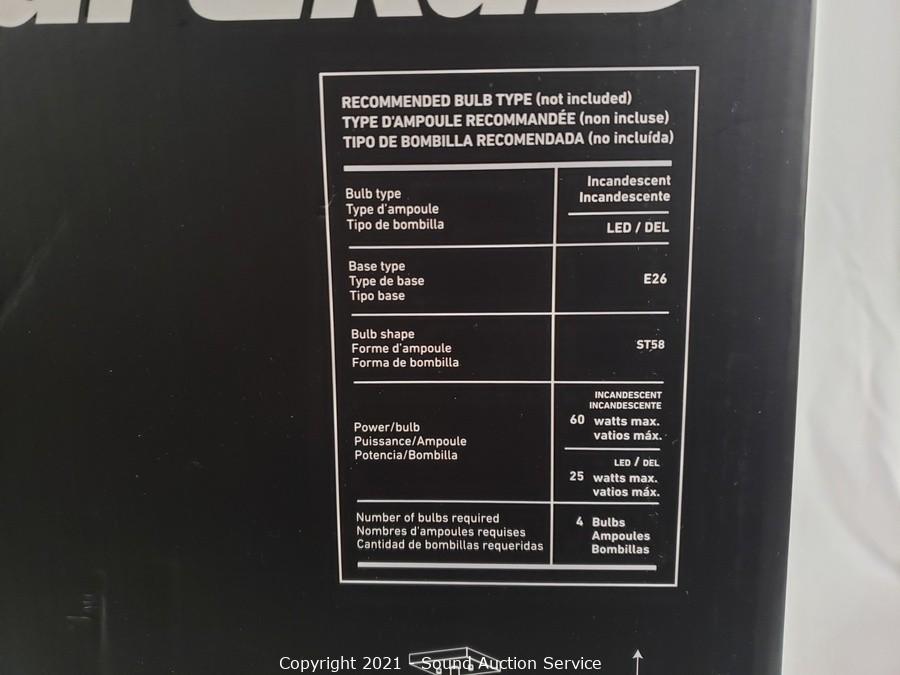 RECOMMENDED BULB TYPE (not included)
TYPE D'AMPOULE RECOMMANDÉE (non incluse)
TIPO DE BOMBILLA RECOMENDADA (no incluída)
Bulb type
Type d'ampoule
Tipo de bombilla
Incandescent
Incandescente
LED / DEL
Base type
Type de base
Tipo base
E26
Bulb shape
Forme d'ampoule
Forma de bombilla
ST58
Power/bulb
Puissance/Ampoule
Potencia/Bombilla
INCANDESCENT
INCANDESCENTE
60 watts max.
vatios máx.
LED / DEL
25 watts max.
vatios máx.
Number of bulbs required
Nombres d'ampoules requises
Cantidad de bombillas requeridas
4 Bulbs
Ampoules
Bombillas
Copyright 2021 - Sound Auction Service